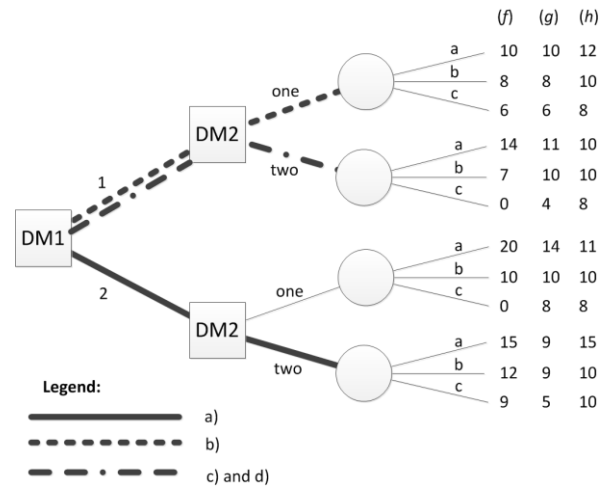 (f) (g) (h)
a 10 10 12
b 8 8 10
one c 6 6 8
DM2
a 14 11 10
two b 7 10 10
1 c 0 4 8
DM1
a 20 14 11
2 one b 10 10 10
c 0 8 8
DM2
a 15 9 15
two b 12 9 10
c 9 5 10
Legend:
a)
b)
c) and d)